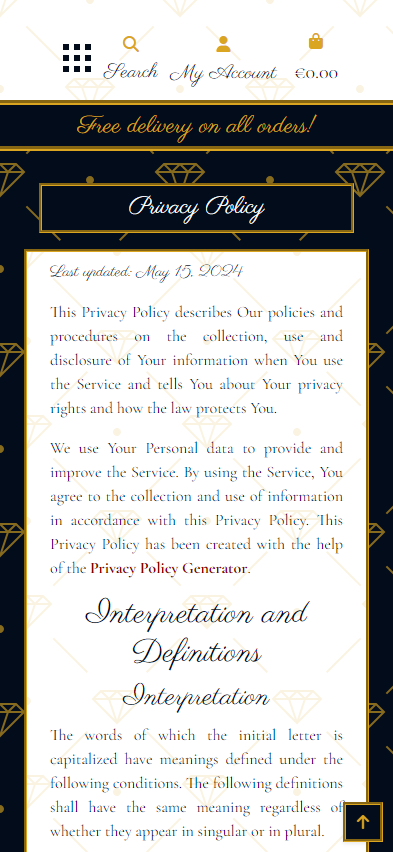 Search My Account €0.00
Free delivery on all orders!
Privacy Policy
Last updated: May 15, 2024
This Privacy Policy describes Our policies and
procedures on the collection, use and
disclosure of Your information when You use
the Service and tells You about Your privacy
rights and how the law protects You.
We use Your Personal data to provide and
improve the Service. By using the Service, You
agree to the collection and use of information
in accordance with this Privacy Policy. This
Privacy Policy has been created with the help
of the Privacy Policy Generator.
Interpretation and
Definitions
Interpretation
The words of which the initial letter is
capitalized have meanings defined under the
following conditions. The following definitions
shall have the same meaning regardless of
whether they appear in singular or in plural.